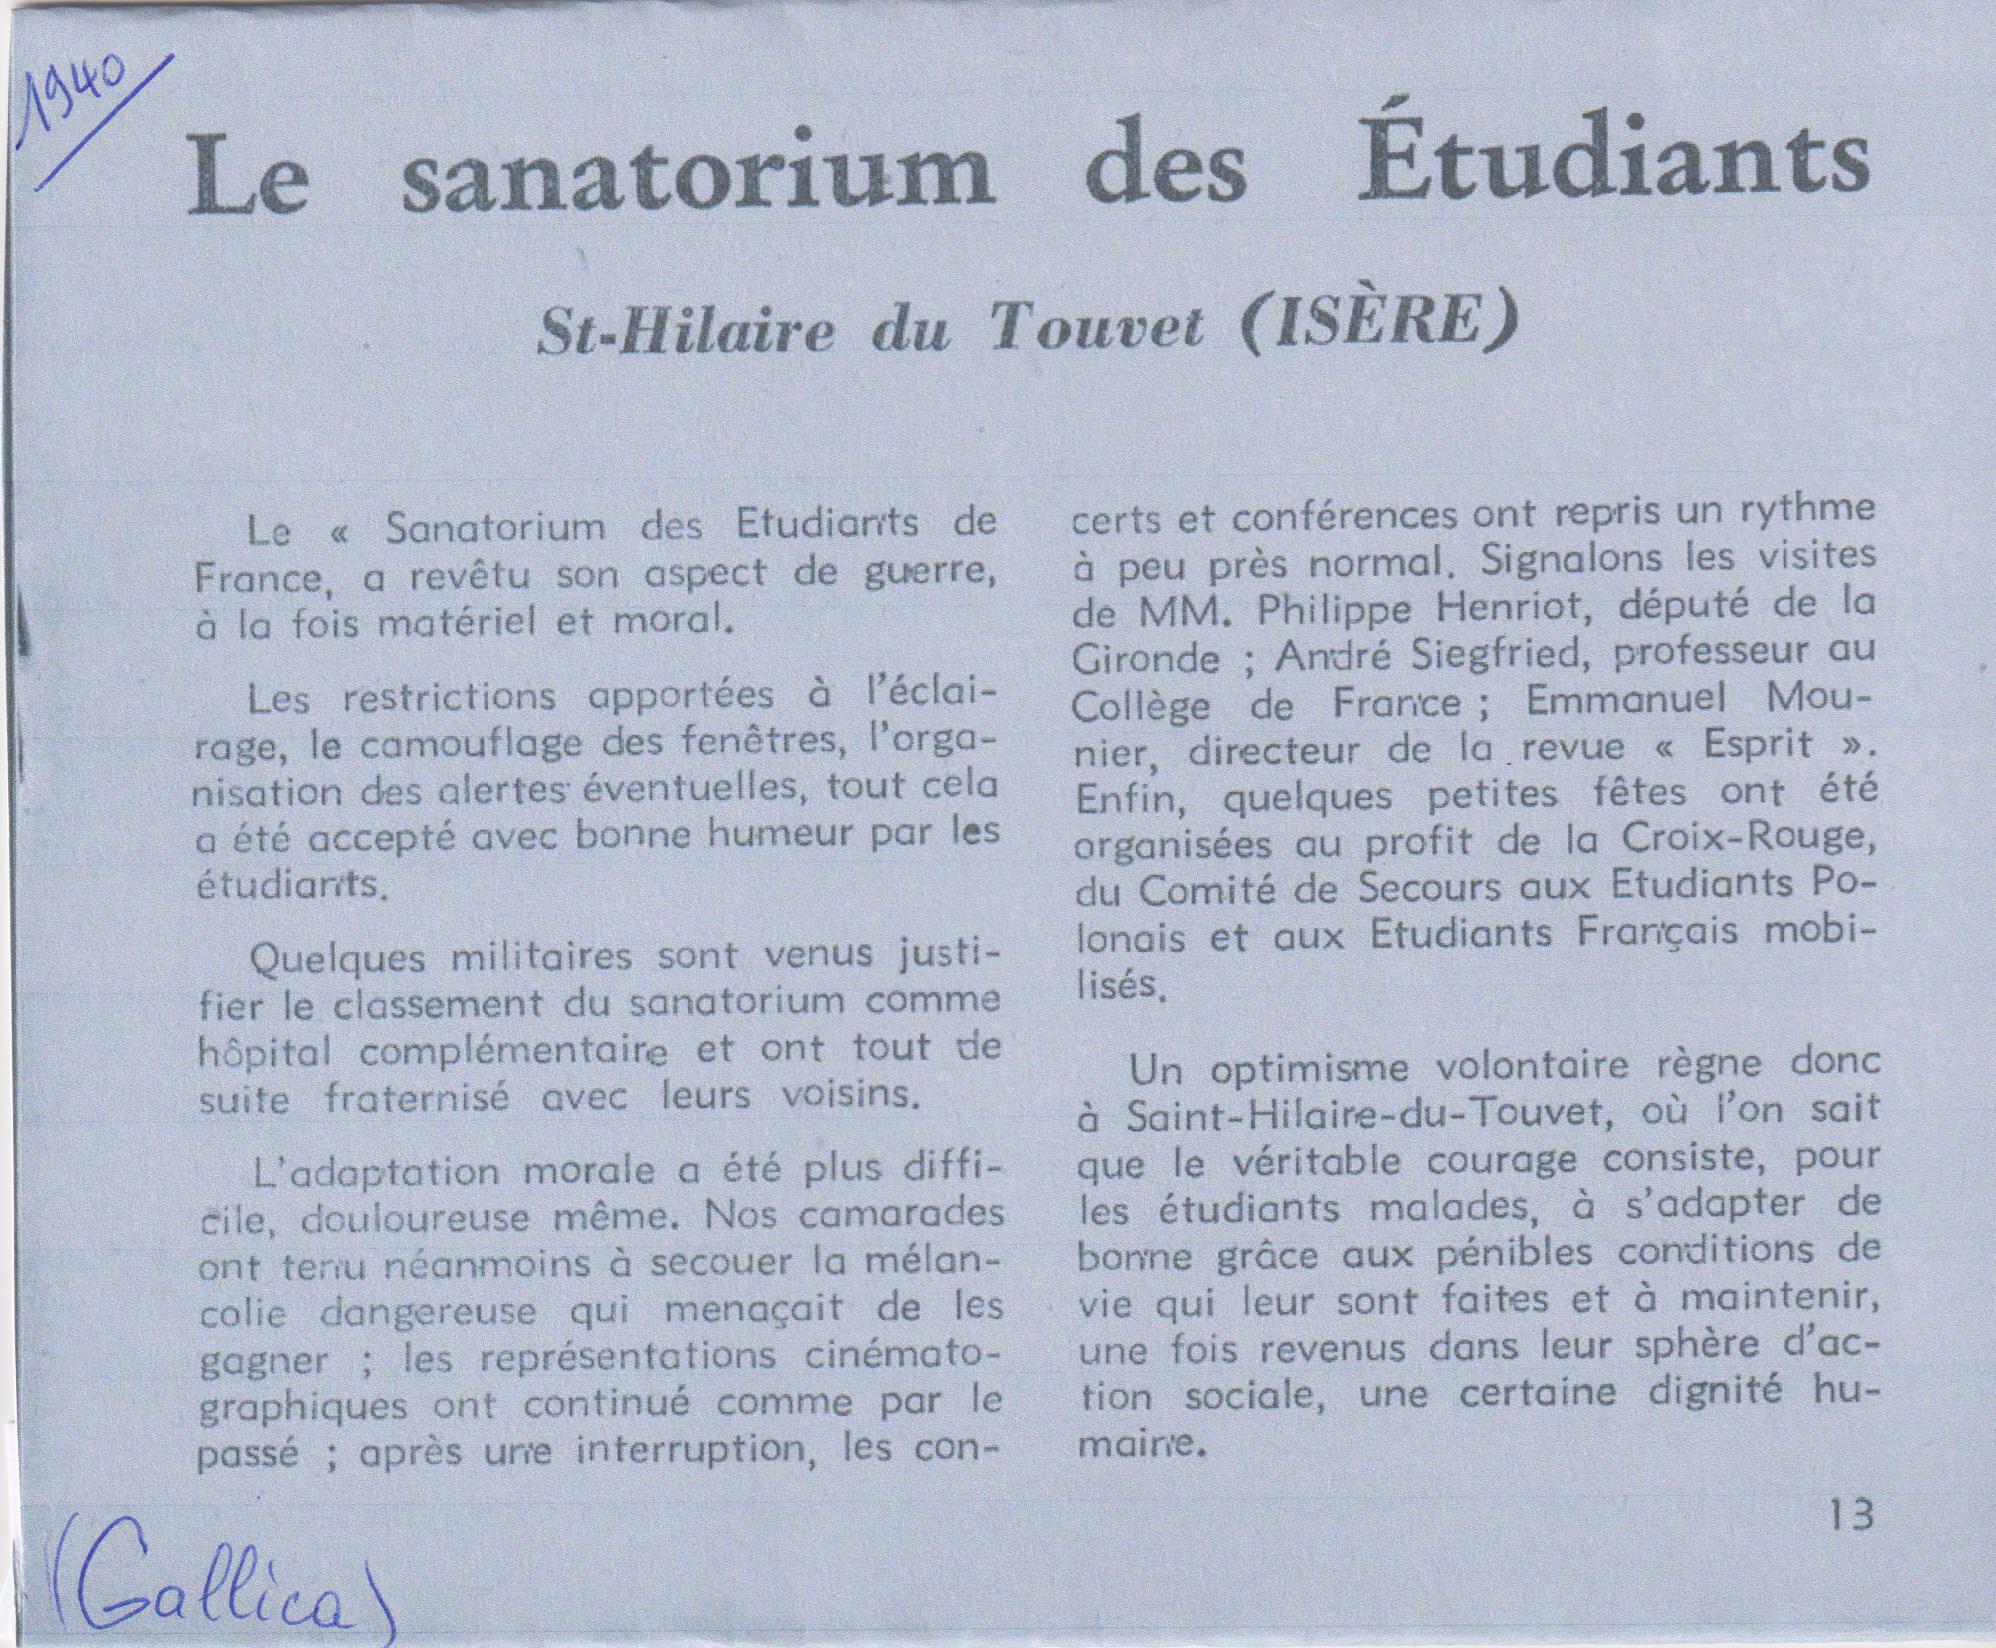 1940
Le sanatorium des Étudiants
St-Hilaire du Touvet (ISÈRE)
Le « Sanatorium des Etudiants de
France, a revêtu son aspect de guerre,
à la fois matériel et moral.
Les restrictions apportées à l'éclai-
rage, le camouflage des fenêtres, l'orga-
nisation des alertes éventuelles, tout cela
a été accepté avec bonne humeur par les
étudiants.
Quelques militaires sont venus justi-
fier le classement du sanatorium comme
hôpital complémentaire et ont tout de
suite fraternisé avec leurs voisins.
L'adaptation morale a été plus diffi-
cile, douloureuse même. Nos camarades
ont tenu néanmoins à secouer la mélan-
colie dangereuse qui menaçait de les
gagner ; les représentations cinémato-
graphiques ont continué comme par le
passé ; après une interruption, les con-
certs et conférences ont repris un rythme
à peu près normal. Signalons les visites
de MM. Philippe Henriot, député de la
Gironde ; André Siegfried, professeur au
Collège de France ; Emmanuel Mou-
nier, directeur de la revue « Esprit ».
Enfin, quelques petites fêtes ont été
organisées au profit de la Croix-Rouge,
du Comité de Secours aux Etudiants Po-
lonais et aux Etudiants Français mobi-
lisés.
Un optimisme volontaire règne donc
à Saint-Hilaire-du-Touvet, où l'on sait
que le véritable courage consiste, pour
les étudiants malades, à s'adapter de
bonne grâce aux pénibles conditions de
vie qui leur sont faites et à maintenir,
une fois revenus dans leur sphère d'ac-
tion sociale, une certaine dignité hu-
maine.
13
(Gallica)